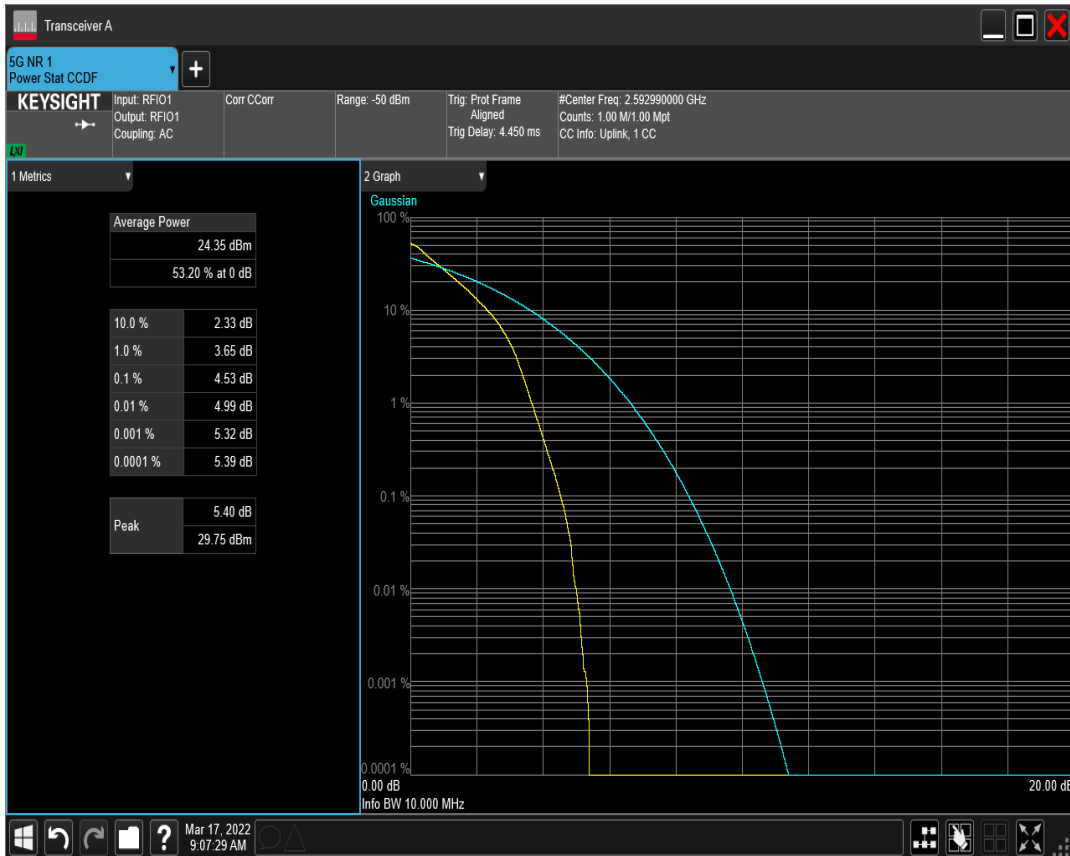 Transceiver A
5G NR 1
Power Stat CCDF
+
KEYSIGHT
LXI
Input: RFIO1
Output: RFIO1
Coupling: AC
Corr CCorr
Range: -50 dBm
Trig: Prot Frame
Aligned
Trig Delay: 4.450 ms
#Center Freq: 2.592990000 GHz
Counts: 1.00 M/1.00 Mpt
CC Info: Uplink, 1 CC
1 Metrics
Average Power
24.35 dBm
53.20 % at 0 dB
10.0 % 2.33 dB
1.0 % 3.65 dB
0.1 % 4.53 dB
0.01 % 4.99 dB
0.001 % 5.32 dB
0.0001 % 5.39 dB
Peak 5.40 dB
29.75 dBm
2 Graph
Gaussian
100 %
10 %
1 %
0.1 %
0.01 %
0.001 %
0.0001 %
0.00 dB 20.00 dB
Info BW 10.000 MHz
?
Mar 17, 2022
9:07:29 AM